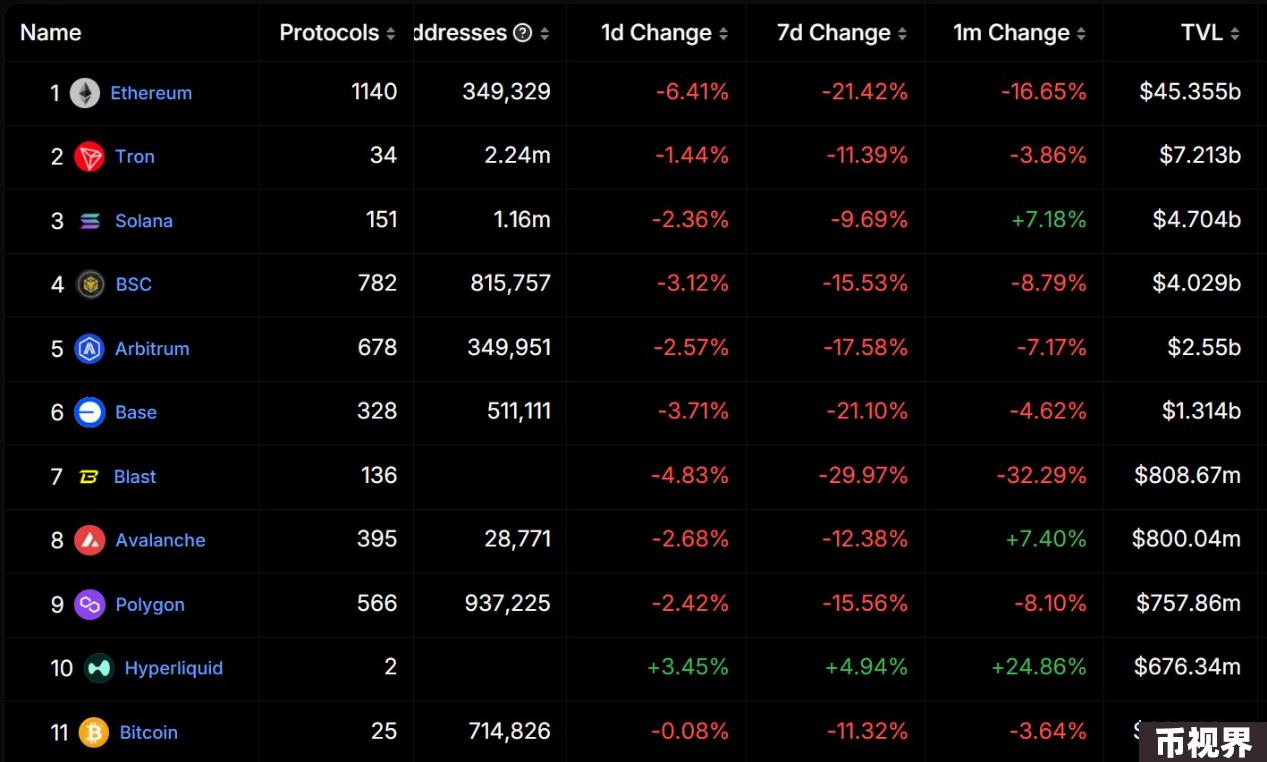 Name Protocols ddresses ? 1d Change 7d Change 1m Change TVL
1 Ethereum 1140 349,329 -6.41% -21.42% -16.65% $45.355b
2 Tron 34 2.24m -1.44% -11.39% -3.86% $7.213b
3 Solana 151 1.16m -2.36% -9.69% +7.18% $4.704b
4 BSC 782 815,757 -3.12% -15.53% -8.79% $4.029b
5 Arbitrum 678 349,951 -2.57% -17.58% -7.17% $2.55b
6 Base 328 511,111 -3.71% -21.10% -4.62% $1.314b
7 Blast 136 -4.83% -29.97% -32.29% $808.67m
8 Avalanche 395 28,771 -2.68% -12.38% +7.40% $800.04m
9 Polygon 566 937,225 -2.42% -15.56% -8.10% $757.86m
10 Hyperliquid 2 +3.45% +4.94% +24.86% $676.34m
11 Bitcoin 25 714,826 -0.08% -11.32% -3.64%
币视界